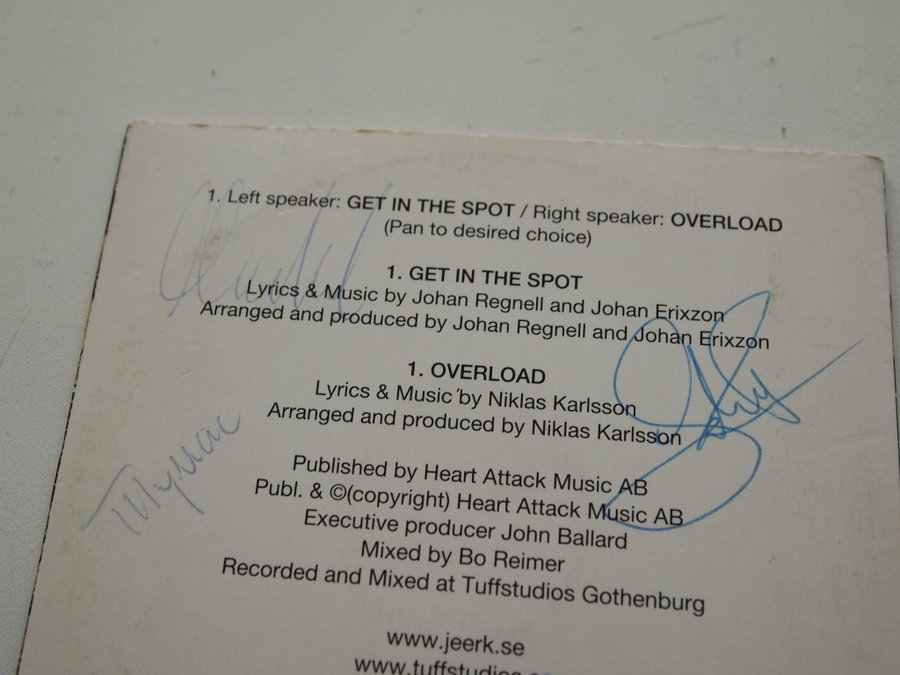 1. Left speaker: GET IN THE SPOT / Right speaker: OVERLOAD
(Pan to desired choice)
1. GET IN THE SPOT
Lyrics & Music by Johan Regnell and Johan Erixzon
Arranged and produced by Johan Regnell and Johan Erixzon
1. OVERLOAD
Lyrics & Music by Niklas Karlsson
Arranged and produced by Niklas Karlsson
Published by Heart Attack Music AB
Publ. & ©(copyright) Heart Attack Music AB
Executive producer John Ballard
Mixed by Bo Reimer
Recorded and Mixed at Tuffstudios Gothenburg
www.jeerk.se